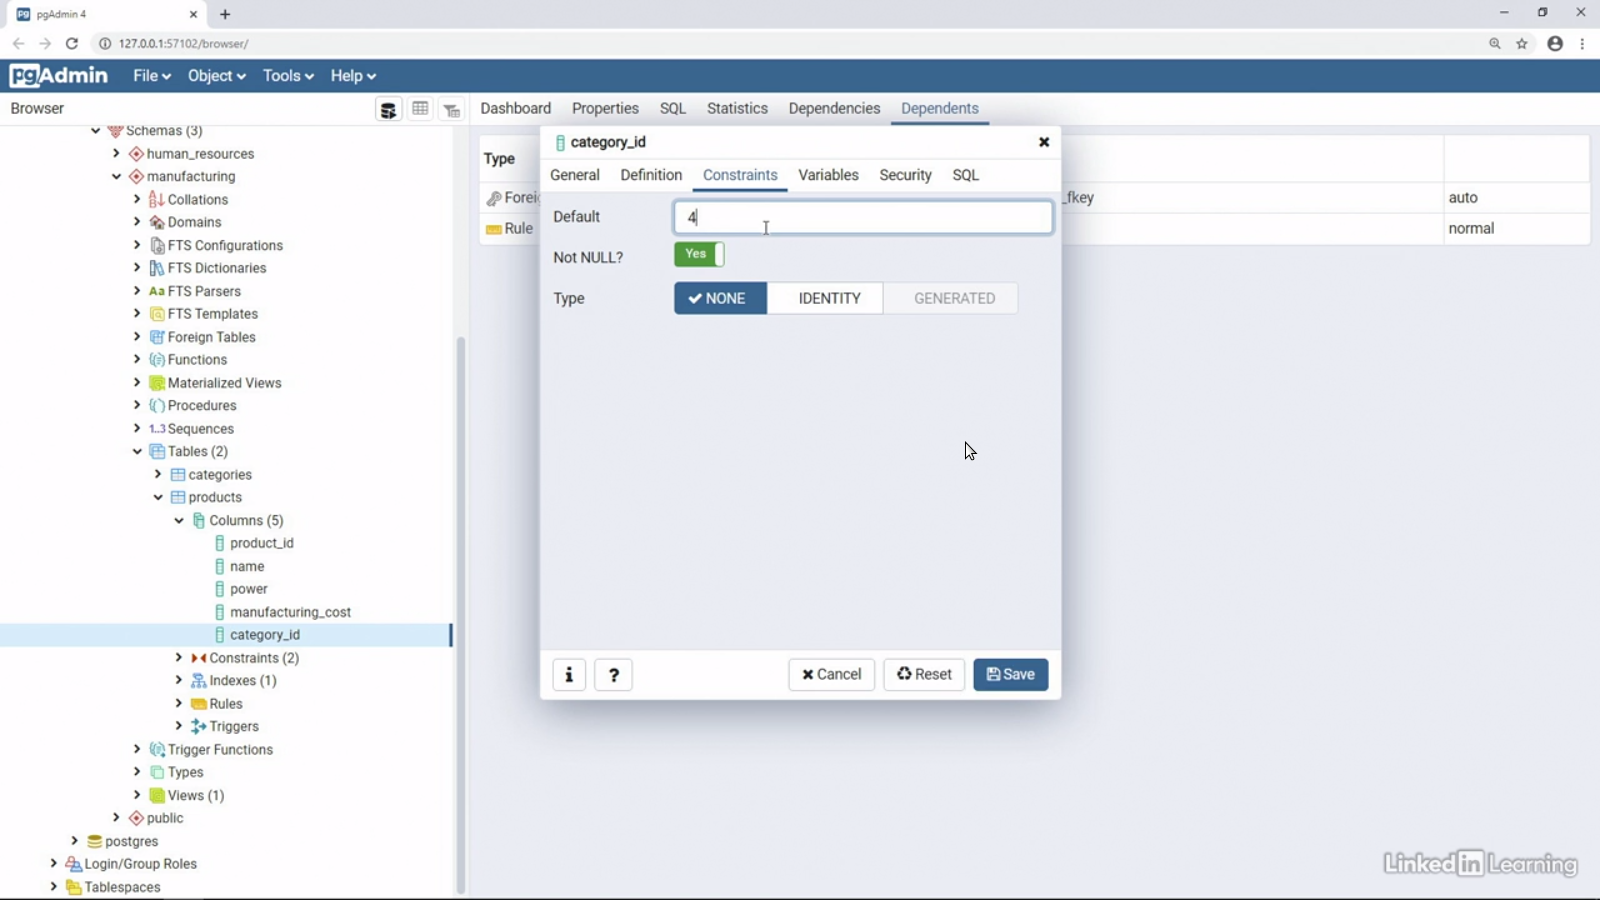 pgAdmin 4
127.0.0.1:57102/browser/
pgAdmin File Object Tools Help
Browser
Dashboard Properties SQL Statistics Dependencies Dependents
Schemas (3)
human_resources
manufacturing
Collations
Domains
FTS Configurations
FTS Dictionaries
Aa FTS Parsers
FTS Templates
Foreign Tables
Functions
Materialized Views
Procedures
1..3 Sequences
Tables (2)
categories
products
Columns (5)
product_id
name
power
manufacturing_cost
category_id
Constraints (2)
Indexes (1)
Rules
Triggers
Trigger Functions
Types
Views (1)
public
postgres
Login/Group Roles
Tablespaces
Type
Forei
_fkey
auto
Rule
normal
category_id
General Definition Constraints Variables Security SQL
Default 4
Not NULL? Yes
Type NONE IDENTITY GENERATED
i ? Cancel Reset Save
Linked in Learning